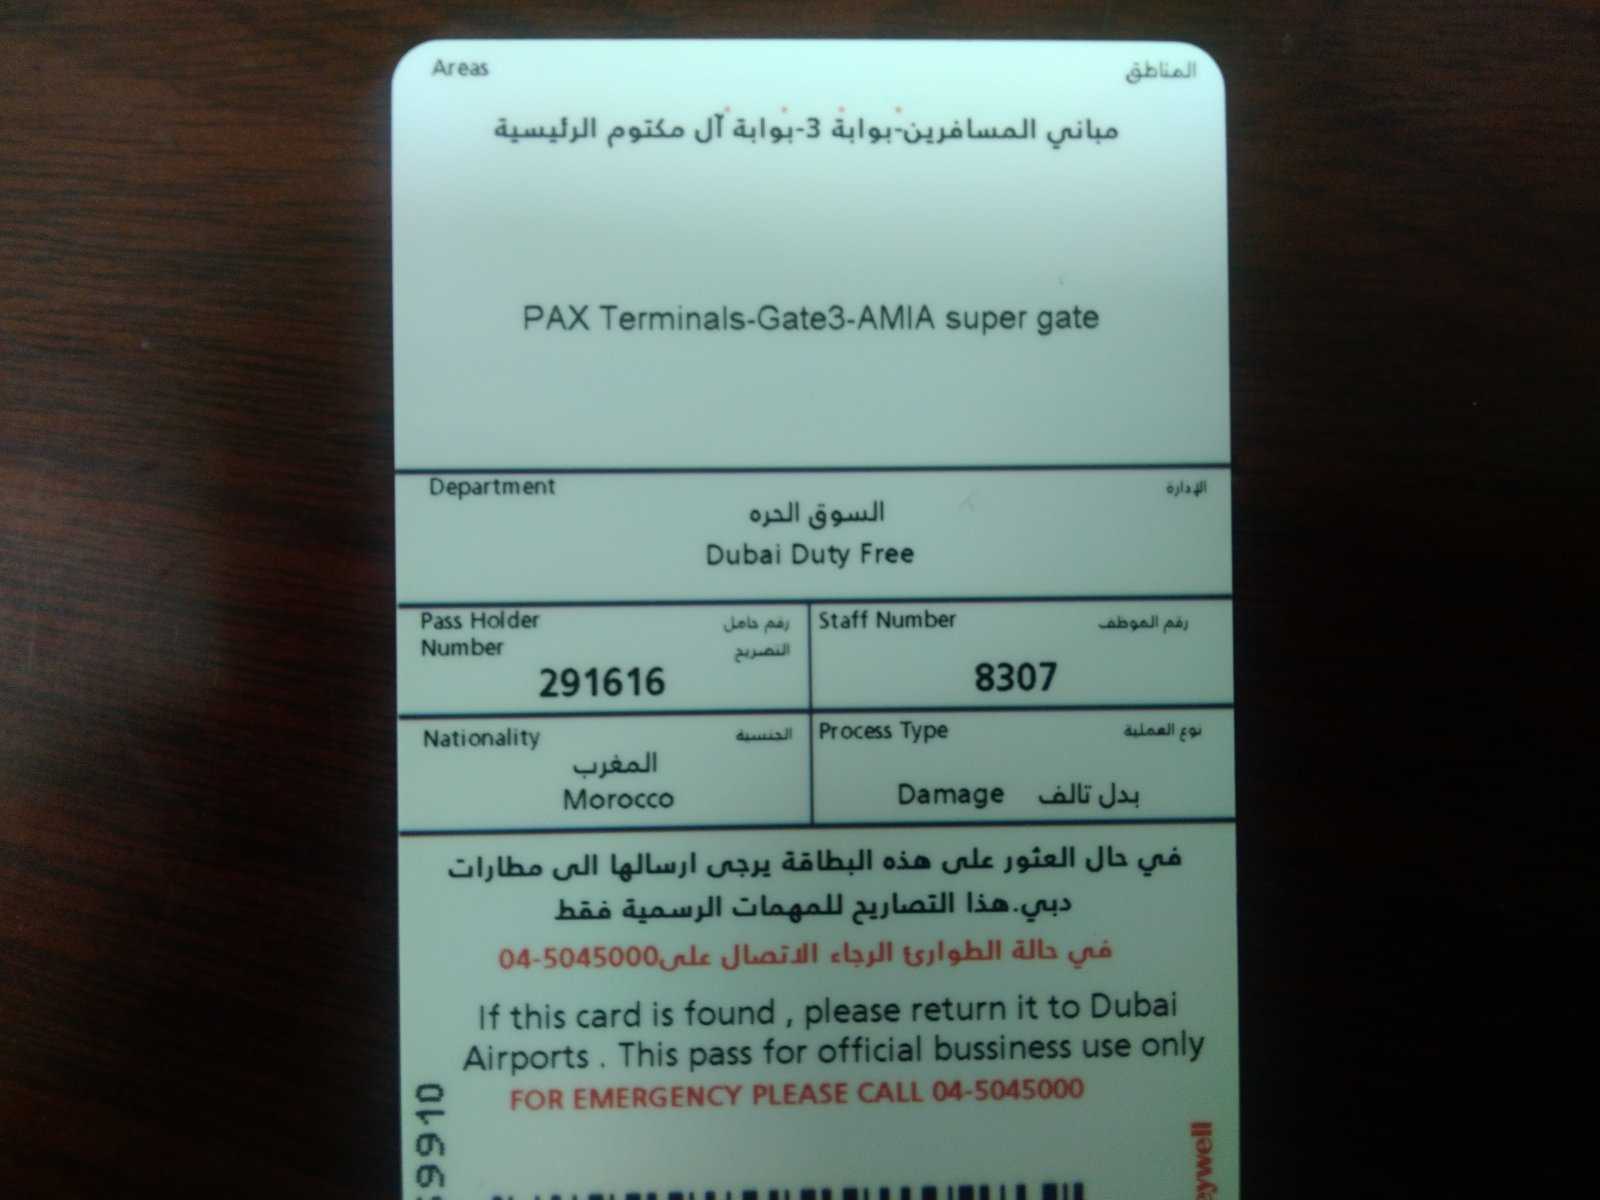 Areas المناطق
مباني المسافرين-بوابة 3-بوابة آل مكتوم الرئيسية
PAX Terminals-Gate3-AMIA super gate
Department الإدارة
السوق الحره
Dubai Duty Free
Pass Holder رقم حامل
Number التصريح
291616
Staff Number رقم الموظف
8307
Nationality الجنسية
المغرب
Morocco
Process Type نوع العملية
Damage بدل تالف
في حال العثور على هذه البطاقة يرجى ارسالها الى مطارات
دبي.هذا التصاريح للمهمات الرسمية فقط
في حالة الطوارئ الرجاء الاتصال على04-5045000
If this card is found , please return it to Dubai
Airports . This pass for official bussiness use only
FOR EMERGENCY PLEASE CALL 04-5045000